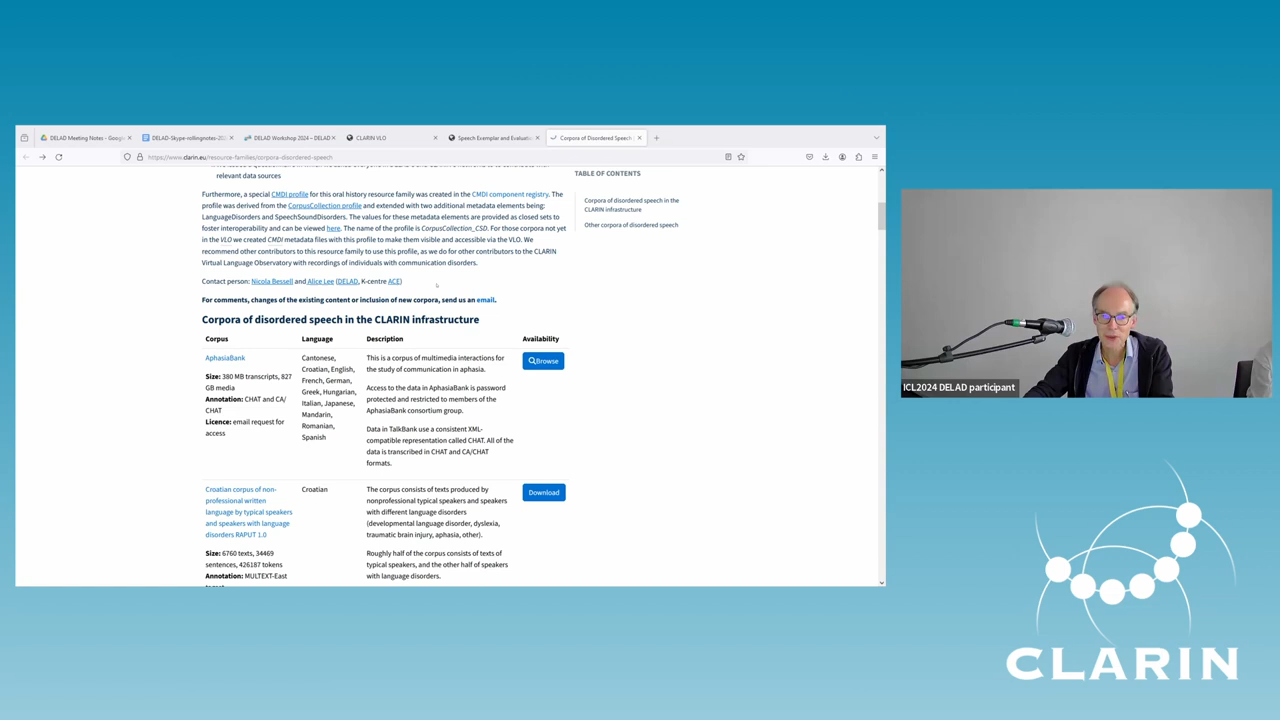 DELAD Meeting Notes - Googl
DELAD-Skype-rollingnotes-202
DELAD Workshop 2024 – DELAD
CLARIN VLO
Speech Exemplar and Evaluati
Corpora of Disordered Speech
https://www.clarin.eu/resource-families/corpora-disordered-speech
relevant data sources
Furthermore, a special CMDI profile for this oral history resource family was created in the CMDI component registry. The
profile was derived from the CorpusCollection profile and extended with two additional metadata elements being:
LanguageDisorders and SpeechSoundDisorders. The values for these metadata elements are provided as closed sets to
foster interoperability and can be viewed here. The name of the profile is CorpusCollection_CSD. For those corpora not yet
in the VLO we created CMDI metadata files with this profile to make them visible and accessible via the VLO. We
recommend other contributors to this resource family to use this profile, as we do for other contributors to the CLARIN
Virtual Language Observatory with recordings of individuals with communication disorders.
Contact person: Nicola Bessell and Alice Lee (DELAD, K-centre ACE)
For comments, changes of the existing content or inclusion of new corpora, send us an email.
Corpora of disordered speech in the CLARIN infrastructure
Corpus Language Description Availability
AphasiaBank
Size: 380 MB transcripts, 827
GB media
Annotation: CHAT and CA/
CHAT
Licence: email request for
access
Cantonese,
Croatian, English,
French, German,
Greek, Hungarian,
Italian, Japanese,
Mandarin,
Romanian,
Spanish
This is a corpus of multimedia interactions for
the study of communication in aphasia.
Access to the data in AphasiaBank is password
protected and restricted to members of the
AphasiaBank consortium group.
Data in TalkBank use a consistent XML-
compatible representation called CHAT. All of the
data is transcribed in CHAT and CA/CHAT
formats.
Browse
Croatian corpus of non-
professional written
language by typical speakers
and speakers with language
disorders RAPUT 1.0
Size: 6760 texts, 34469
sentences, 426187 tokens
Annotation: MULTEXT-East
Croatian
The corpus consists of texts produced by
nonprofessional typical speakers and speakers
with different language disorders
(developmental language disorder, dyslexia,
traumatic brain injury, aphasia, other).
Roughly half of the corpus consists of texts of
typical speakers, and the other half of speakers
with language disorders.
Download
TABLE OF CONTENTS
Corpora of disordered speech in the
CLARIN infrastructure
Other corpora of disordered speech
ICL2024 DELAD participant
CLARIN